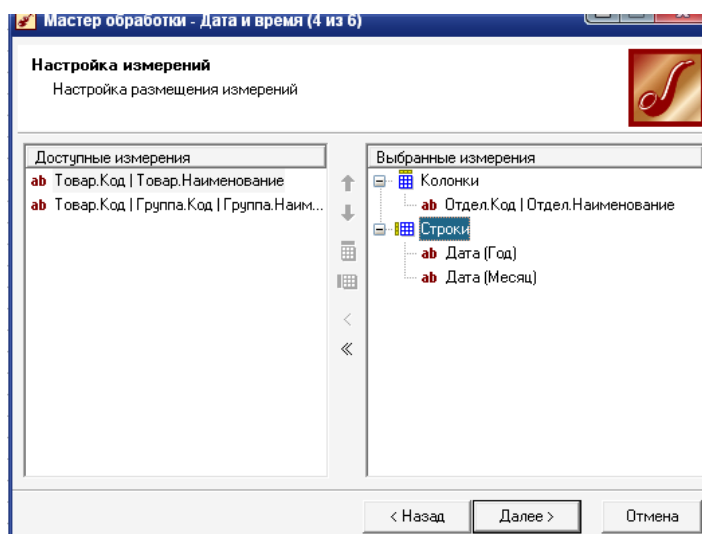 Мастер обработки - Дата и время (4 из 6)
Настройка измерений
Настройка размещения измерений
Доступные измерения
ab Товар.Код | Товар.Наименование
ab Товар.Код | Группа.Код | Группа.Наим...
Выбранные измерения
Колонки
ab Отдел.Код | Отдел.Наименование
Строки
ab Дата (Год)
ab Дата (Месяц)
< Назад
Далее >
Отмена